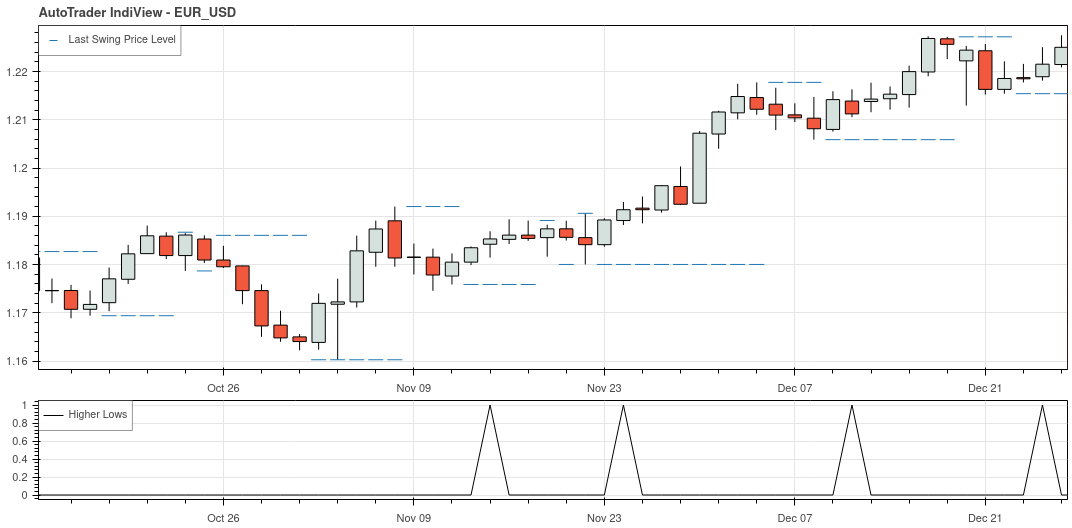 AutoTrader IndiView - EUR_USD
Last Swing Price Level
1.22
1.21
1.2
1.19
1.18
1.17
1.16
Oct 26 Nov 09 Nov 23 Dec 07 Dec 21
Higher Lows
1
0.8
0.6
0.4
0.2
0
Oct 26 Nov 09 Nov 23 Dec 07 Dec 21